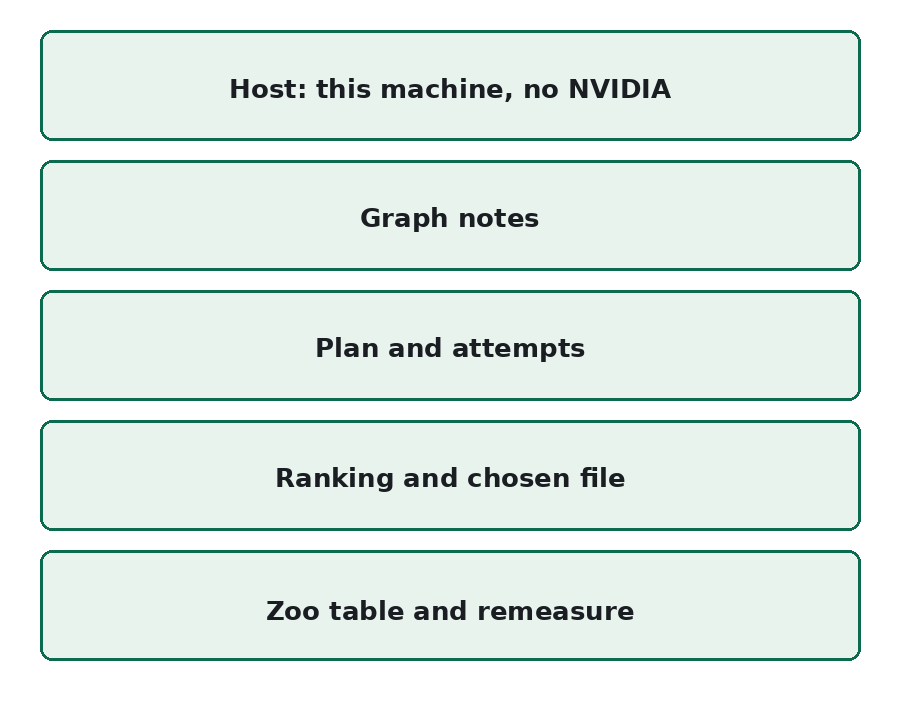 Host: this machine, no NVIDIA
Graph notes
Plan and attempts
Ranking and chosen file
Zoo table and remeasure